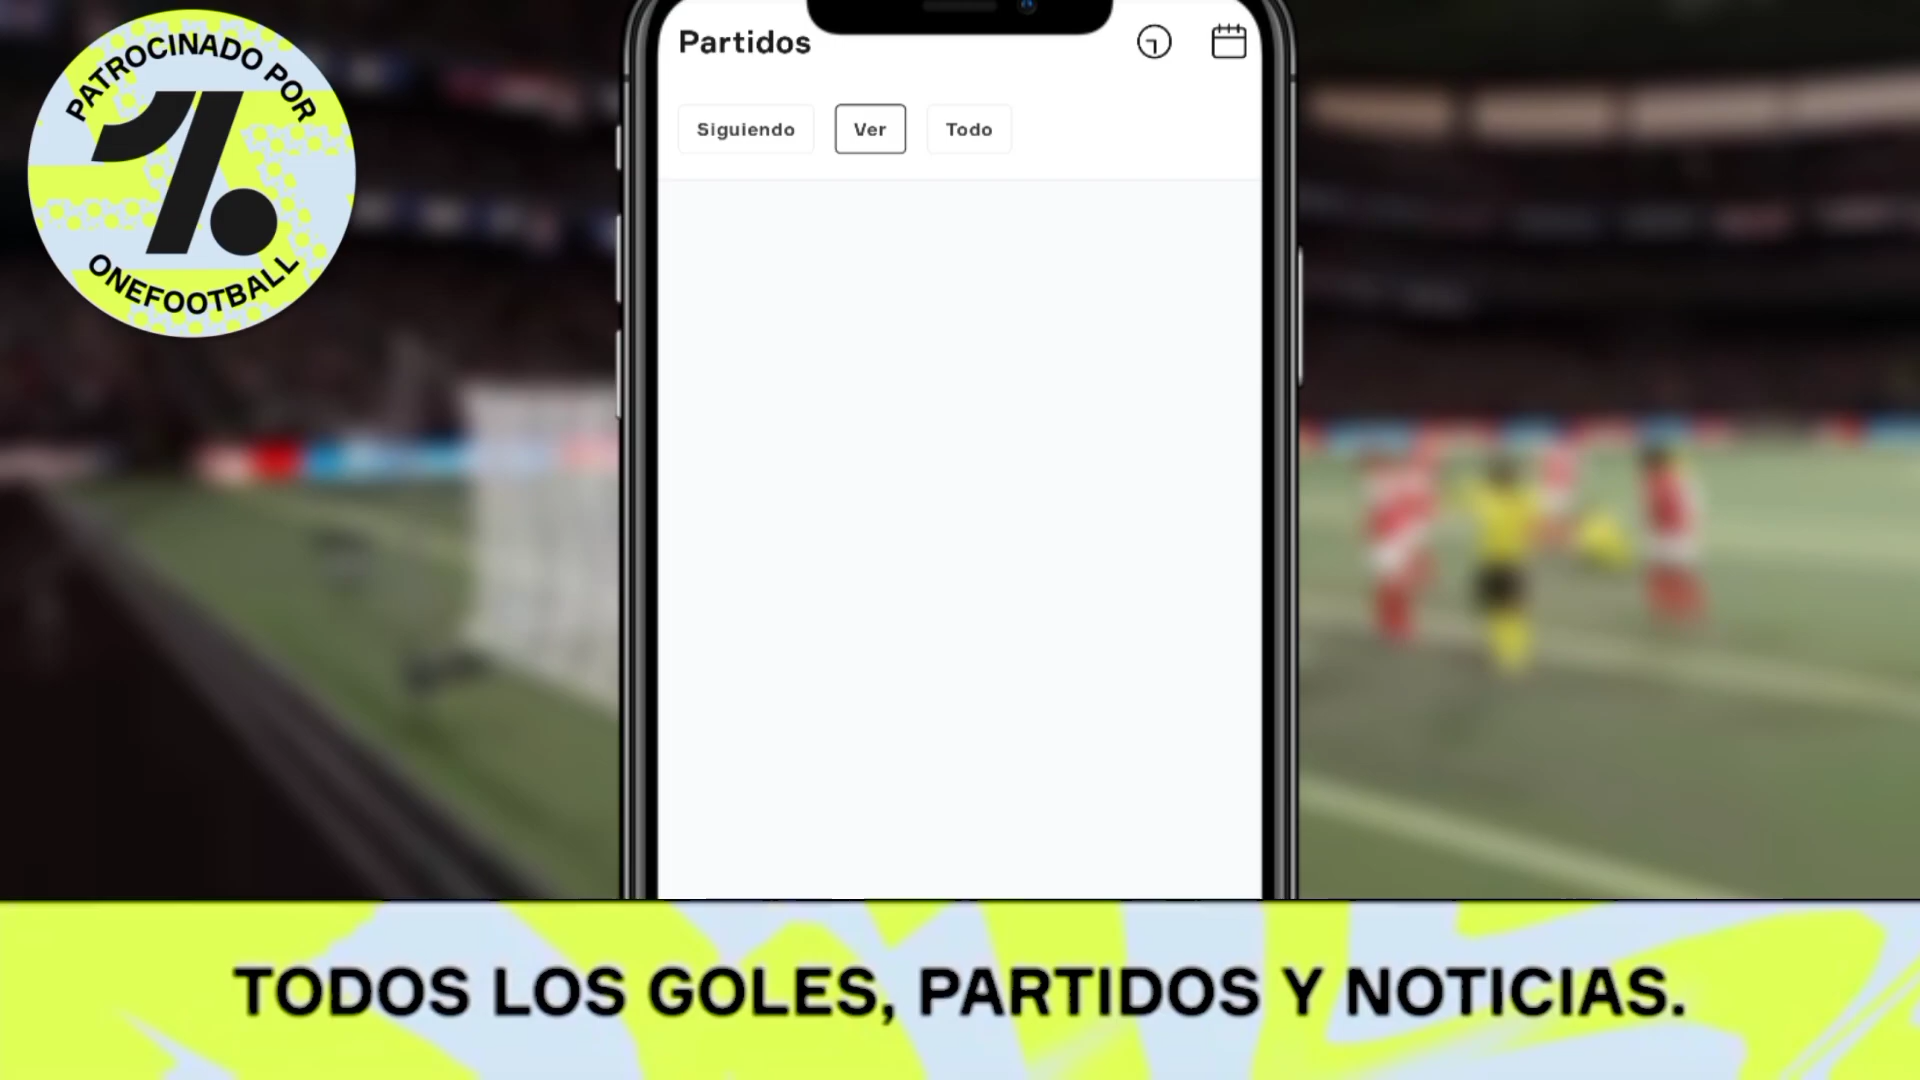 PATROCINADO POR
ONEFOOTBALL
Partidos
Siguiendo
Ver
Todo
TODOS LOS GOLES, PARTIDOS Y NOTICIAS.